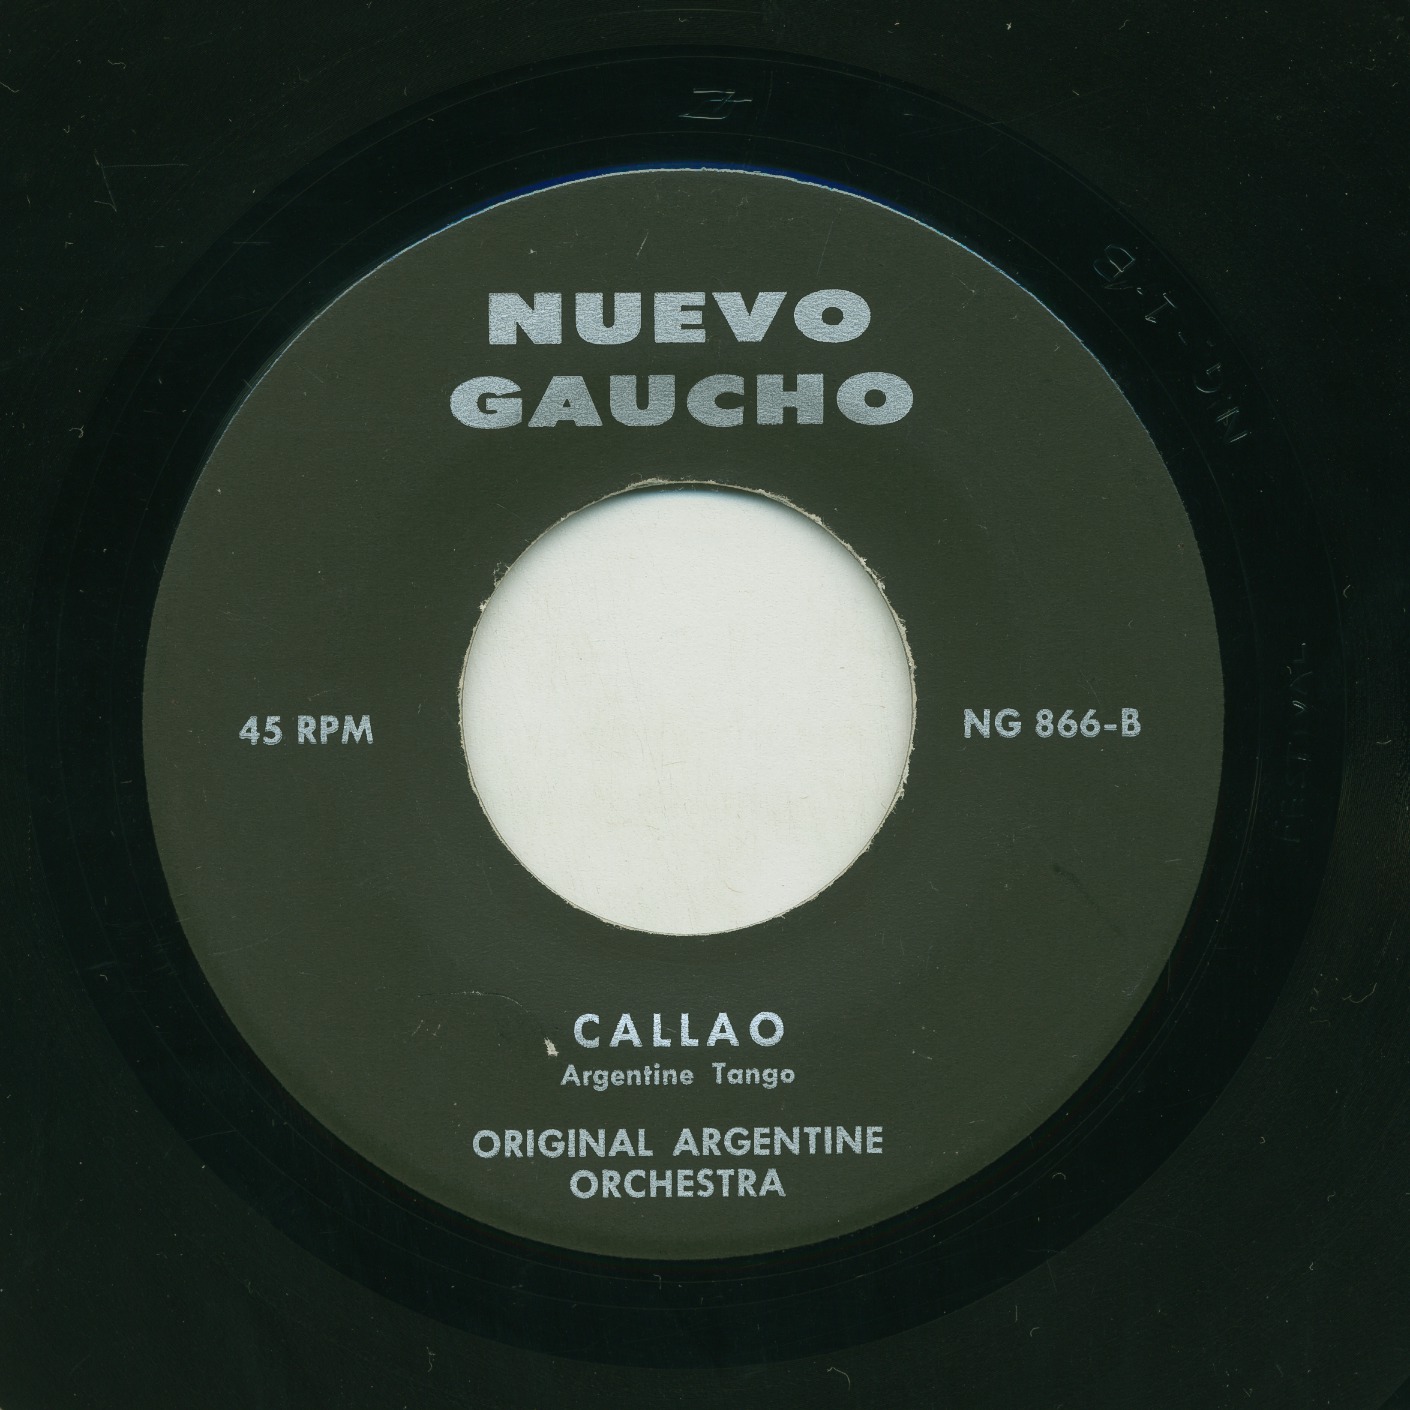 NUEVO
GAUCHO
45 RPM
NG 866-B
CALLAO
Argentine Tango
ORIGINAL ARGENTINE
ORCHESTRA